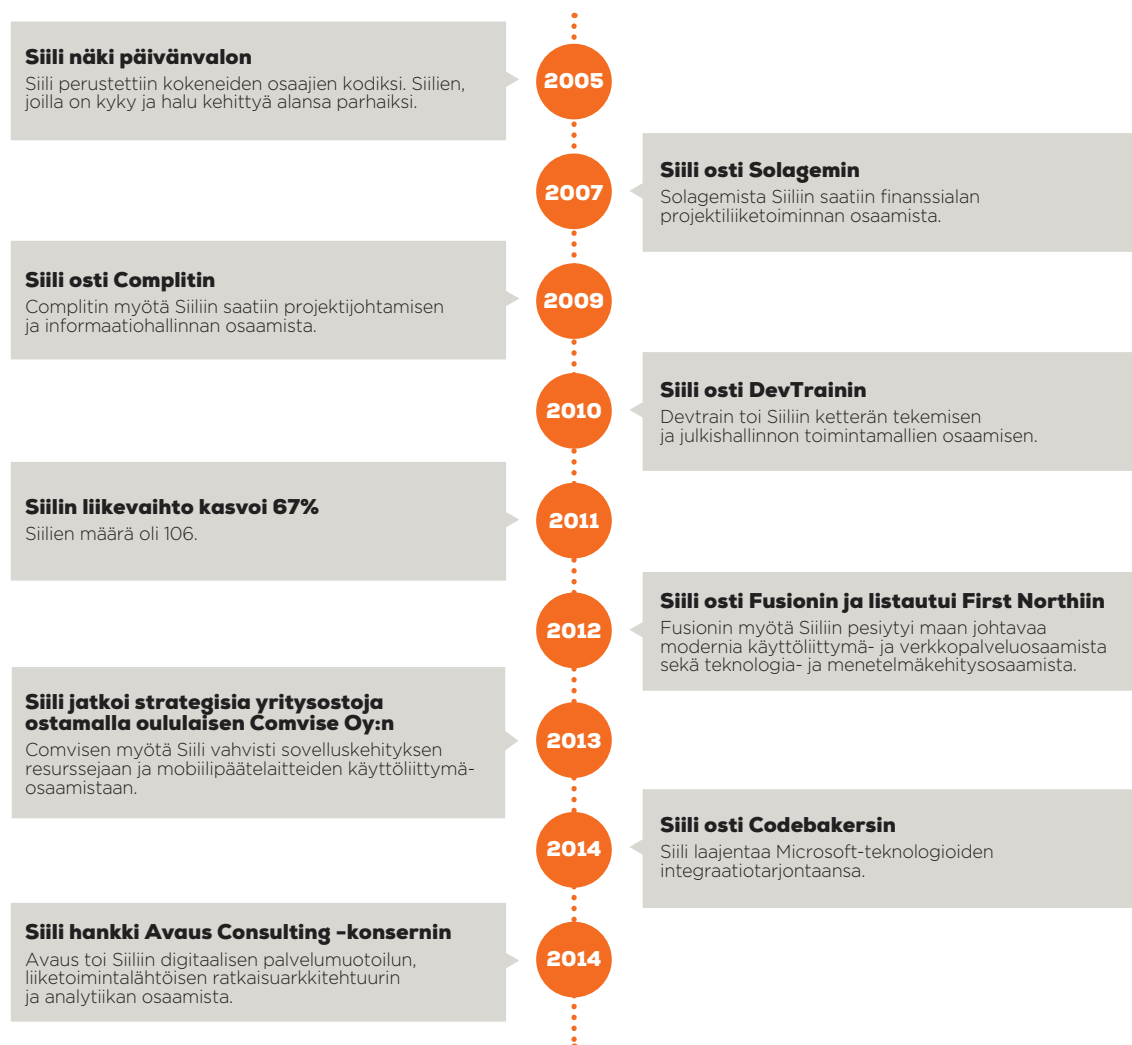 Siili näki päivänvalon
Siili perustettiin kokeneiden osaajien kodiksi. Siilien,
joilla on kyky ja halu kehittyä alansa parhaiksi.
2005
2007
Siili osti Solagemin
Solagemista Siiliin saatiin finanssialan
projektiliiketoiminnan osaamista.
Siili osti Complitin
Complitin myötä Siiliin saatiin projektijohtamisen
ja informaatiohallinnan osaamista.
2009
2010
Siili osti DevTrainin
Devtrain toi Siiliin ketterän tekemisen
ja julkishallinnon toimintamallien osaamisen.
Siilin liikevaihto kasvoi 67%
Siilien määrä oli 106.
2011
2012
Siili osti Fusionin ja listautui First Northiin
Fusionin myötä Siiliin pesiytyi maan johtavaa
modernia käyttöliittymä- ja verkkopalveluosaamista
sekä teknologia- ja menetelmäkehitysosaamista.
Siili jatkoi strategisia yritysostoja
ostamalla oululaisen Comvise Oy:n
Comvisen myötä Siili vahvisti sovelluskehityksen
resurssejaan ja mobiilipäätelaitteiden käyttöliittymä-
osaamistaan.
2013
2014
Siili osti Codebakersin
Siili laajentaa Microsoft-teknologioiden
integraatiotarjontaansa.
Siili hankki Avaus Consulting -konsernin
Avaus toi Siiliin digitaalisen palvelumuotoilun,
liiketoimintalähtöisen ratkaisuarkkitehtuurin
ja analytiikan osaamista.
2014